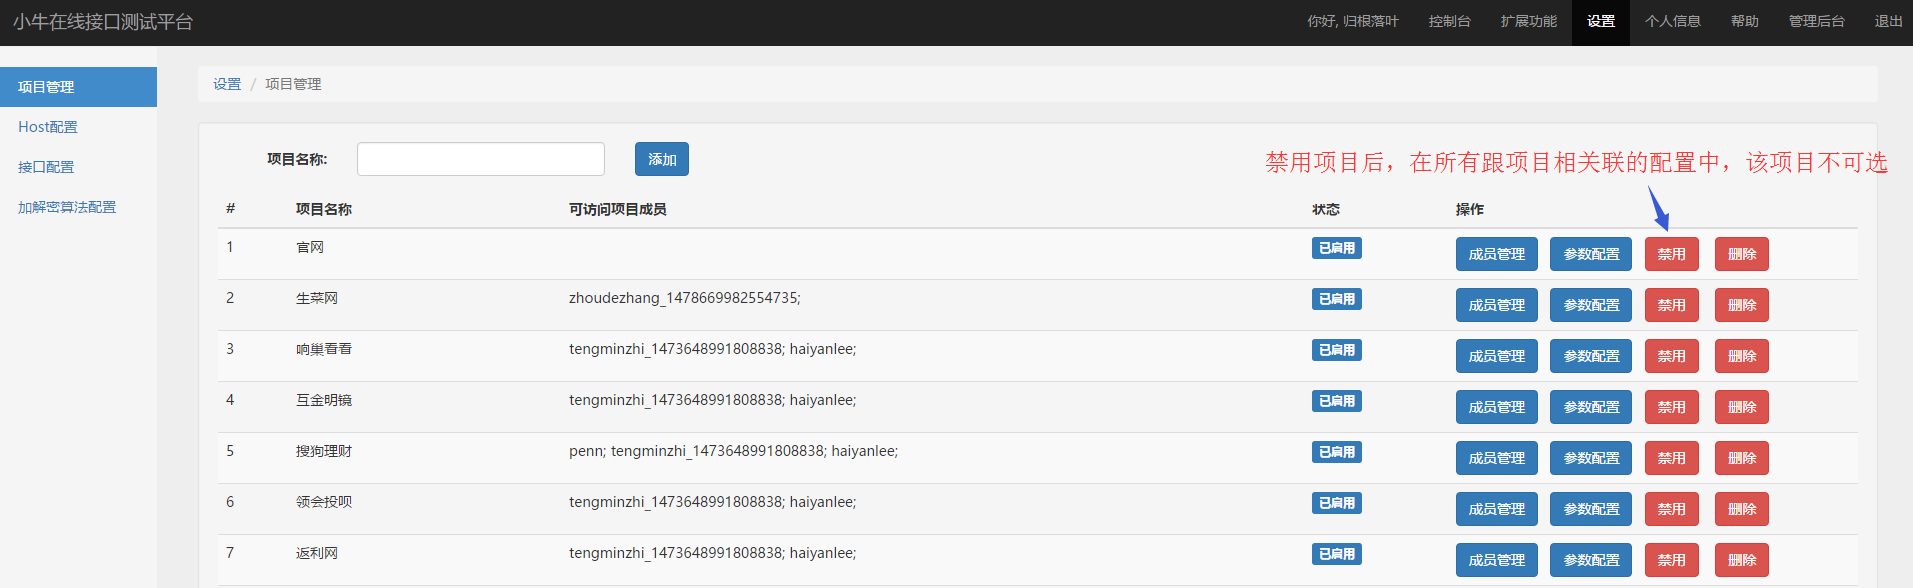 小牛在线接口测试平台 你好, 归根落叶 控制台 扩展功能 设置 个人信息 帮助 管理后台 退出
项目管理
Host配置
接口配置
加解密算法配置
设置 / 项目管理
项目名称: 添加
禁用项目后，在所有跟项目相关联的配置中，该项目不可选
# 项目名称 可访问项目成员 状态 操作
1 官网 已启用 成员管理 参数配置 禁用 删除
2 生菜网 zhoudezhang_1478669982554735; 已启用 成员管理 参数配置 禁用 删除
3 响巢看看 tengminzhi_1473648991808838; haiyanlee; 已启用 成员管理 参数配置 禁用 删除
4 互金明镜 tengminzhi_1473648991808838; haiyanlee; 已启用 成员管理 参数配置 禁用 删除
5 搜狗理财 penn; tengminzhi_1473648991808838; haiyanlee; 已启用 成员管理 参数配置 禁用 删除
6 领会投呗 tengminzhi_1473648991808838; haiyanlee; 已启用 成员管理 参数配置 禁用 删除
7 返利网 tengminzhi_1473648991808838; haiyanlee; 已启用 成员管理 参数配置 禁用 删除